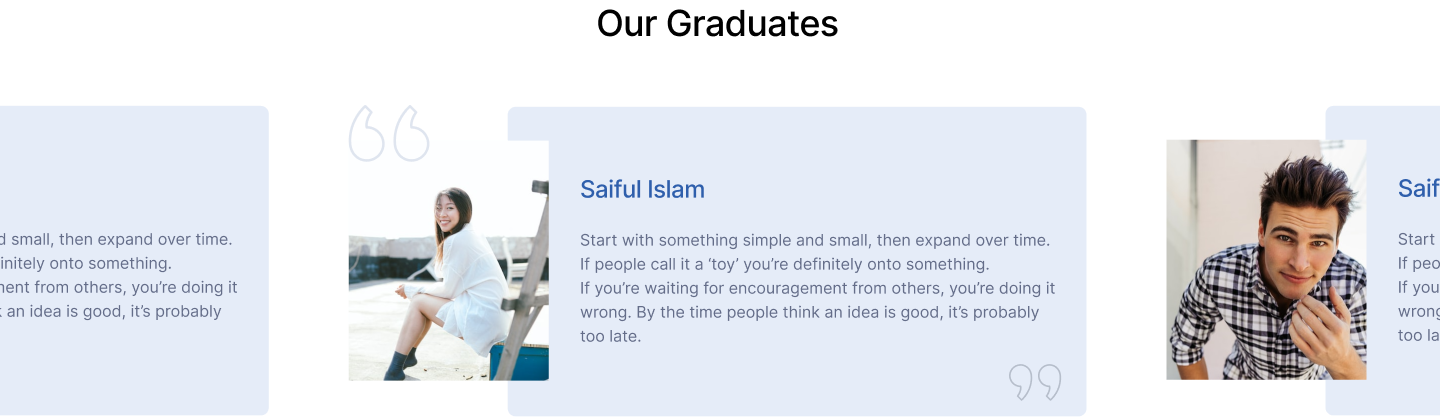 Our Graduates
d small, then expand over time.
initely onto something.
ment from others, you’re doing it
k an idea is good, it’s probably
Saiful Islam
Start with something simple and small, then expand over time.
If people call it a ‘toy’ you’re definitely onto something.
If you’re waiting for encouragement from others, you’re doing it
wrong. By the time people think an idea is good, it’s probably
too late.
Saif
Start
If peo
If you
wrong
too la